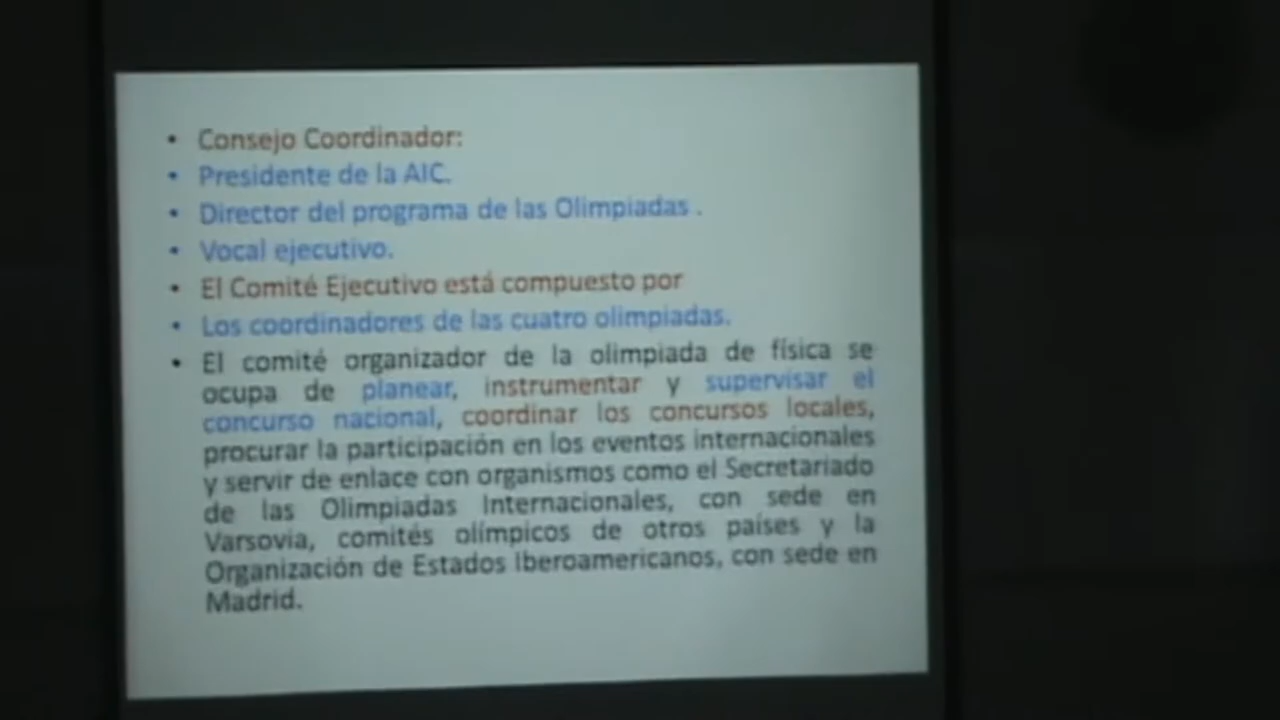 • Consejo Coordinador:
• Presidente de la AIC.
• Director del programa de las Olimpiadas .
• Vocal ejecutivo.
• El Comité Ejecutivo está compuesto por
• Los coordinadores de las cuatro olimpiadas.
• El comité organizador de la olimpiada de física se
ocupa de planear, instrumentar y supervisar el
concurso nacional, coordinar los concursos locales,
procurar la participación en los eventos internacionales
y servir de enlace con organismos como el Secretariado
de las Olimpiadas Internacionales, con sede en
Varsovia, comités olímpicos de otros países y la
Organización de Estados Iberoamericanos, con sede en
Madrid.